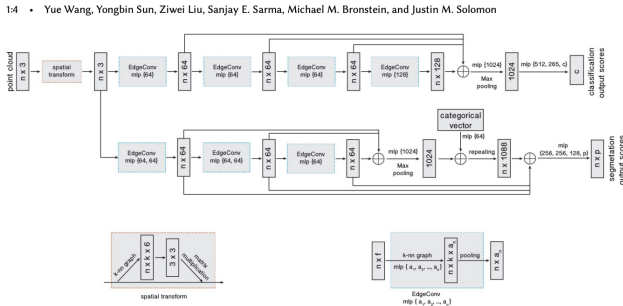 1:4 • Yue Wang, Yongbin Sun, Ziwei Liu, Sanjay E. Sarma, Michael M. Bronstein, and Justin M. Solomon
point cloud
n x 3
spatial
transform
n x 3
EdgeConv
mlp {64}
n x 64
EdgeConv
mlp {64}
n x 64
EdgeConv
mlp {64}
n x 64
EdgeConv
mlp {128}
n x 128
mlp {1024}
Max
pooling
1024
mlp {512, 265, c}
c
classification
output scores
EdgeConv
mlp {64, 64}
n x 64
EdgeConv
mlp {64, 64}
n x 64
EdgeConv
mlp {64}
n x 64
mlp {1024}
Max
pooling
1024
categorical
vector
mlp {64}
repeating
n x 1088
mlp
(256, 256, 128, p)
n x p
segmetation
output scores
k-nn graph
n x k x 6
3 x 3
matrix
multiplication
spatial transform
n x f
k-nn graph
mlp { a₁, a₂, ..., aₙ}
n x k x aₙ
pooling
n x aₙ
EdgeConv
mlp { a₁, a₂, ..., aₙ}